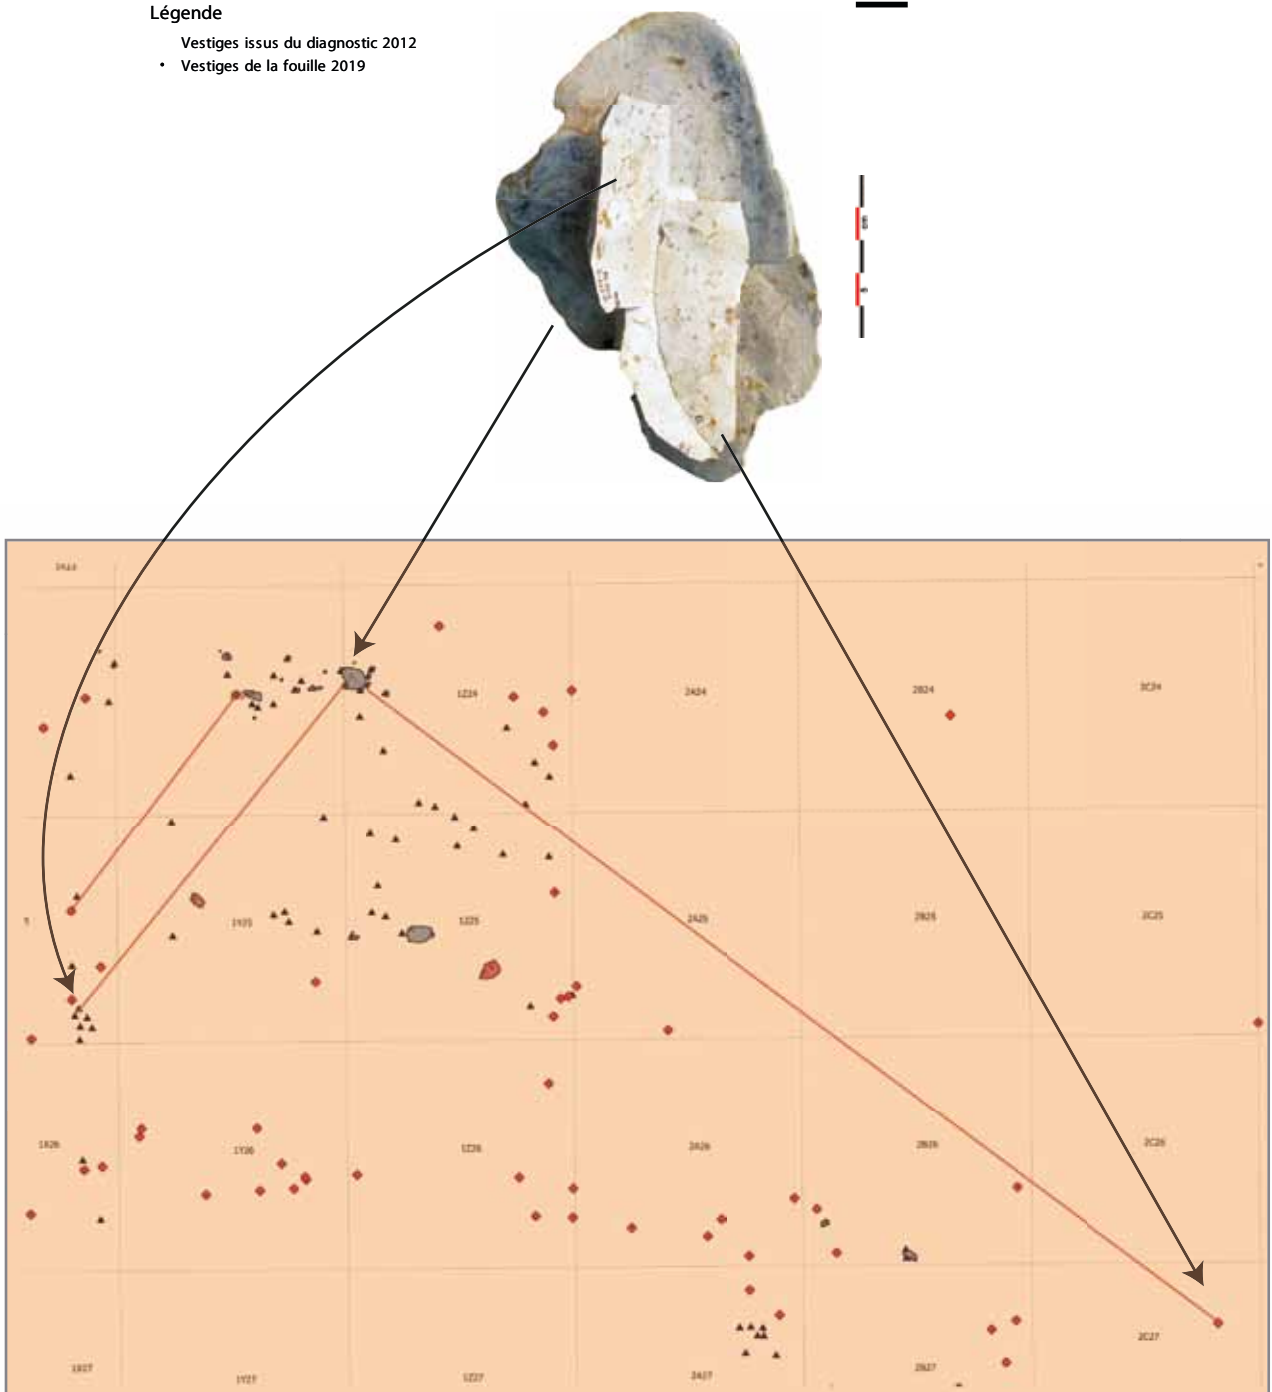 Légende
Vestiges issus du diagnostic 2012
• Vestiges de la fouille 2019
1Z24 2A24 2B24 2C24
1Y25 1Z25 2A25 2B25 2C25
1X26 1Y26 1Z26 2A26 2B26 2C26
2C27
1X27 1Y27 1Z27 2A27 2B27